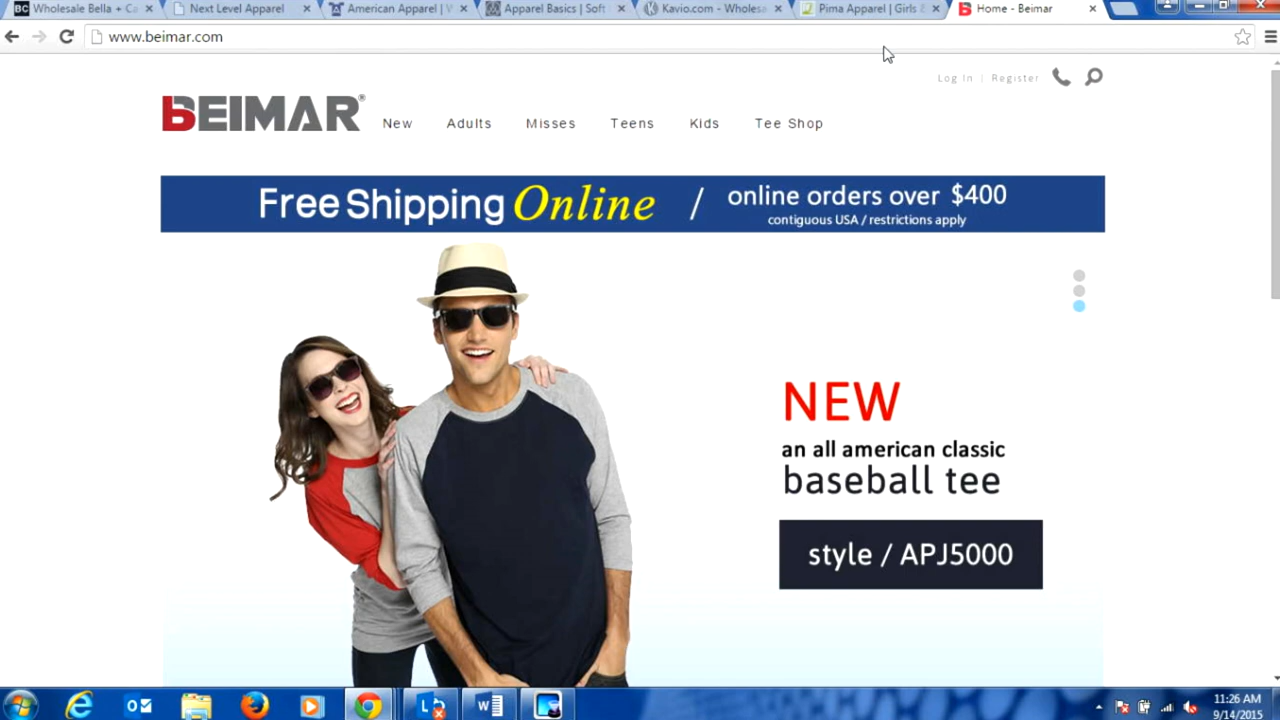 BC Wholesale Bella + Ca
Next Level Apparel
American Apparel | W
Apparel Basics | Soft
Kavio.com - Wholesa
Pima Apparel | Girls &
Home - Beimar
www.beimar.com
Log In | Register
BEIMAR®
New Adults Misses Teens Kids Tee Shop
Free Shipping Online / online orders over $400
contiguous USA / restrictions apply
NEW
an all american classic
baseball tee
style / APJ5000
11:26 AM
9/14/2015